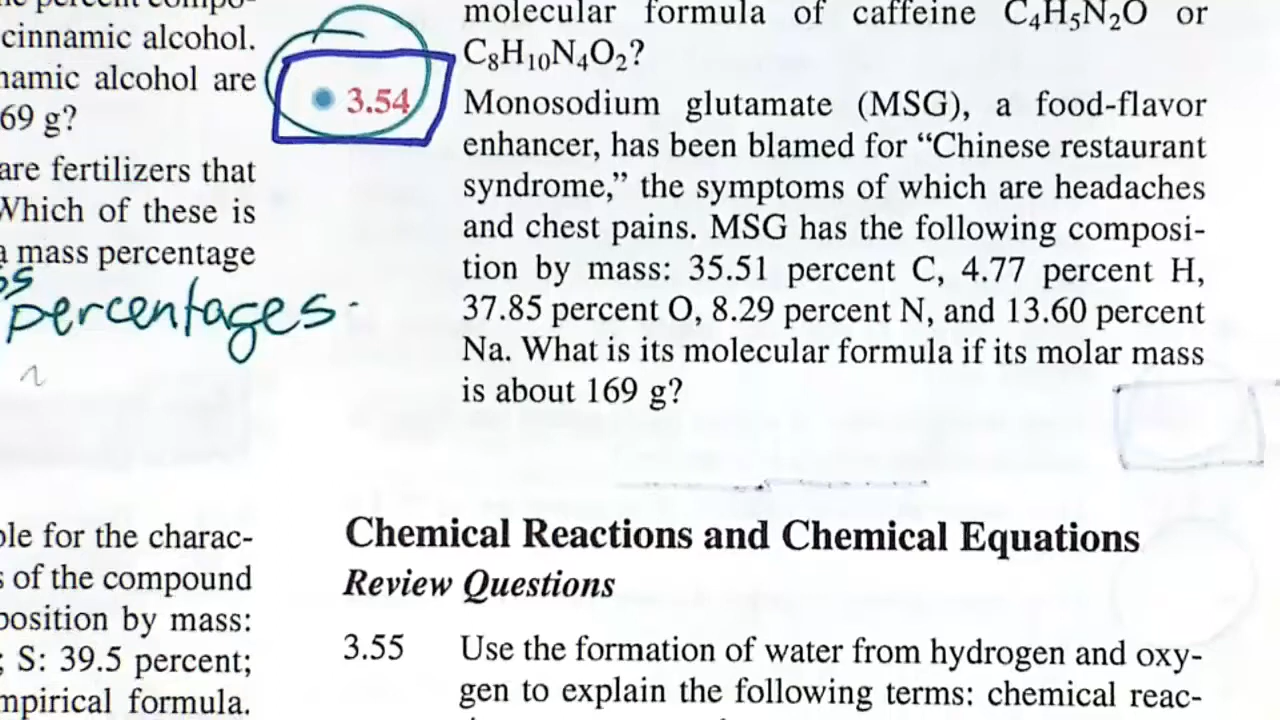 cinnamic alcohol.
namic alcohol are
69 g?
are fertilizers that
Which of these is
a mass percentage
percentages.
ole for the charac-
s of the compound
position by mass:
; S: 39.5 percent;
mpirical formula.
molecular formula of caffeine C₄H₅N₂O or
C₈H₁₀N₄O₂?
3.54 Monosodium glutamate (MSG), a food-flavor
enhancer, has been blamed for “Chinese restaurant
syndrome,” the symptoms of which are headaches
and chest pains. MSG has the following composi-
tion by mass: 35.51 percent C, 4.77 percent H,
37.85 percent O, 8.29 percent N, and 13.60 percent
Na. What is its molecular formula if its molar mass
is about 169 g?
Chemical Reactions and Chemical Equations
Review Questions
3.55 Use the formation of water from hydrogen and oxy-
gen to explain the following terms: chemical reac-